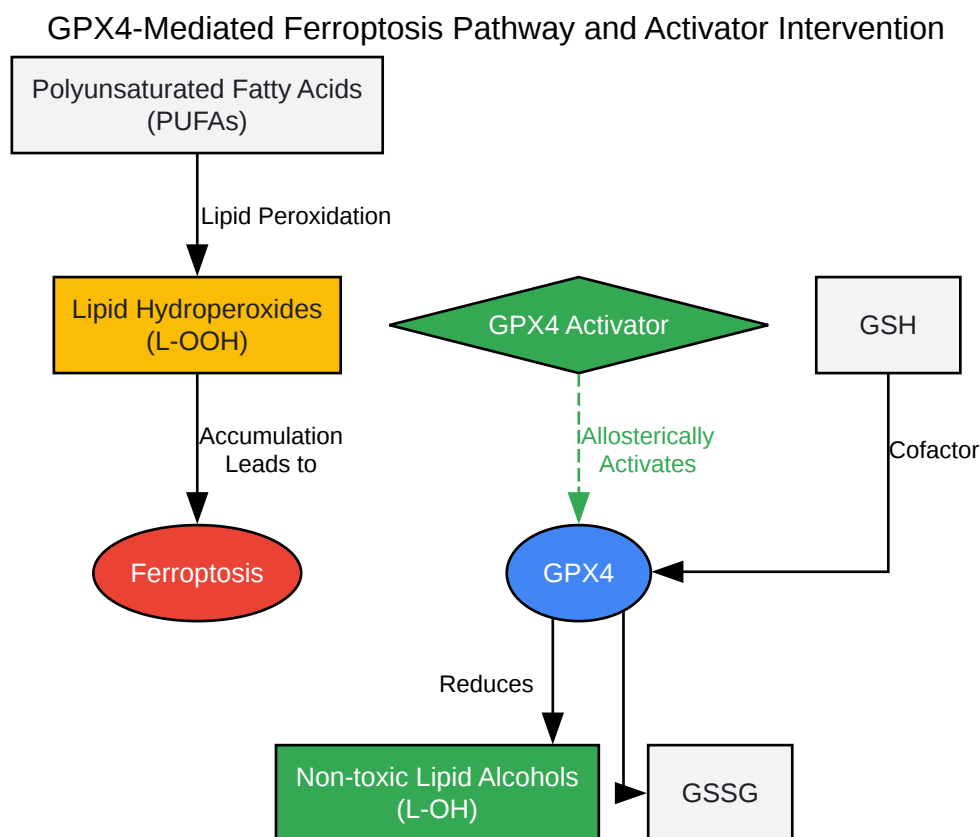 GPX4-Mediated Ferroptosis Pathway and Activator Intervention
Polyunsaturated Fatty Acids
(PUFAs)
Lipid Peroxidation
Lipid Hydroperoxides
(L-OOH)
GPX4 Activator
GSH
Accumulation
Leads to
Allosterically
Activates
Cofactor
Ferroptosis
GPX4
Reduces
Non-toxic Lipid Alcohols
(L-OH)
GSSG